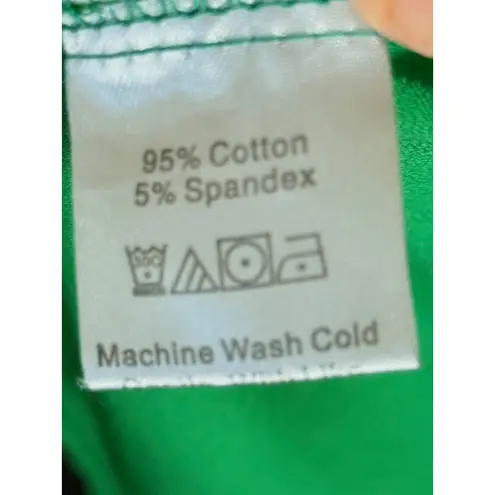 95% Cotton
5% Spandex
Machine Wash Cold